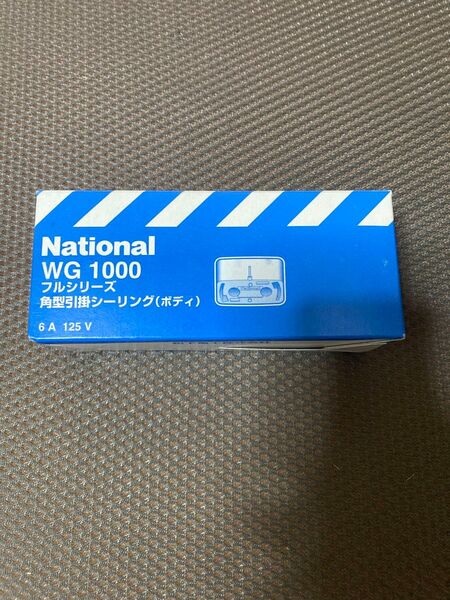 National
WG 1000
フルシリーズ
角型引掛シーリング(ボディ)
6 A 125 V